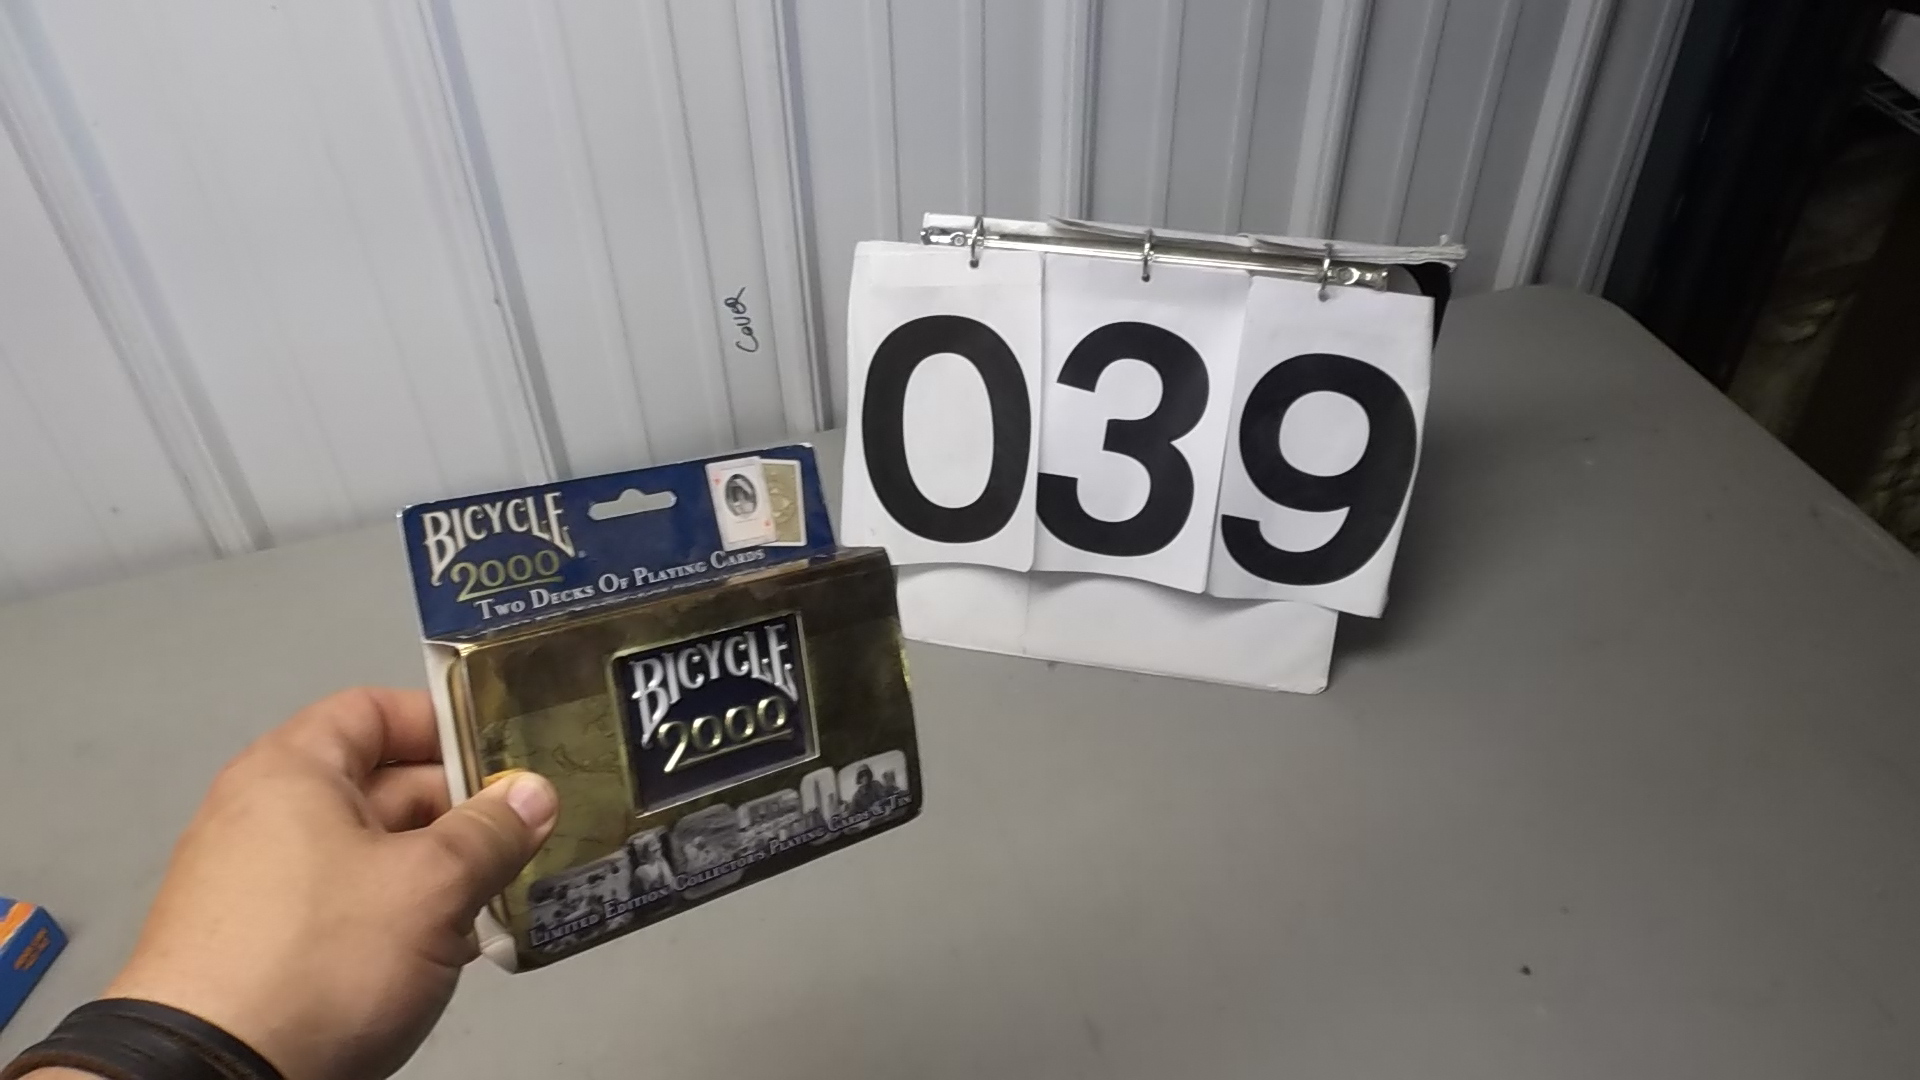 Cover
039
BICYCLE
2000
TWO DECKS OF PLAYING CARDS
BICYCLE
2000
LIMITED EDITION COLLECTOR'S PLAYING CARDS & TIN